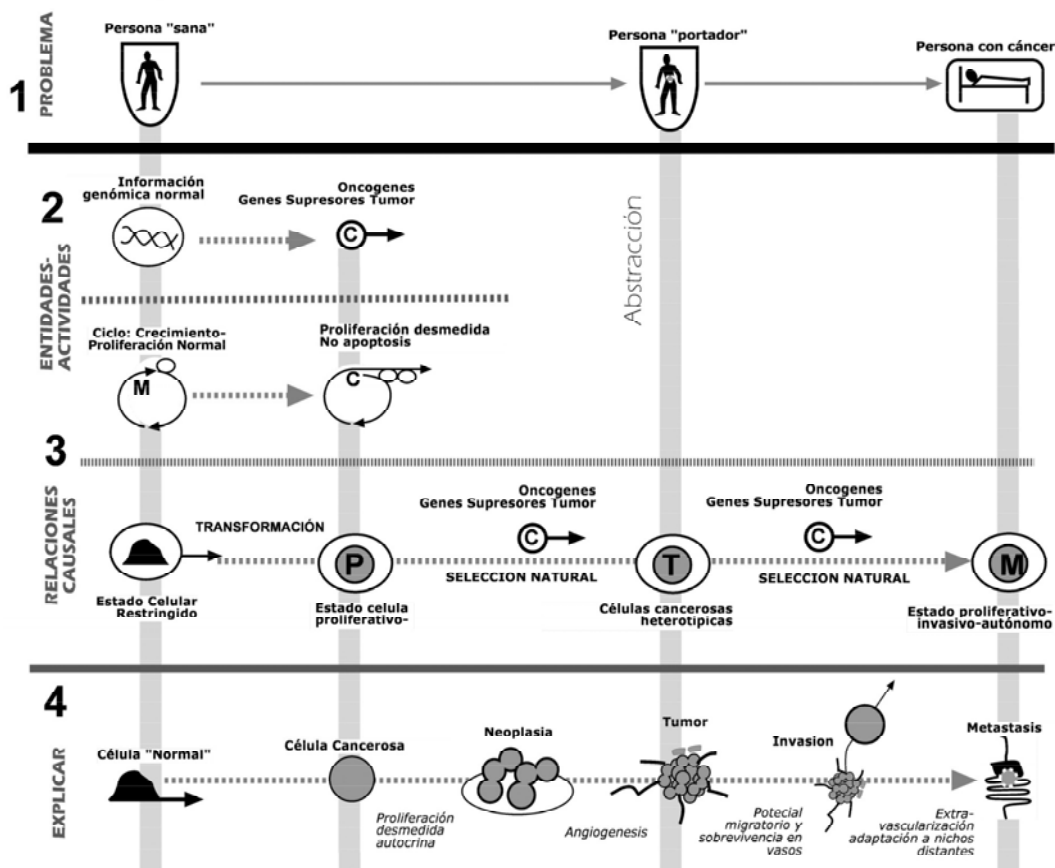 1
PROBLEMA
Persona "sana"
Persona "portador"
Persona con cáncer
2
ENTIDADES-
ACTIVIDADES
Información
genómica normal
Oncogenes
Genes Supresores Tumor
C
Abstracción
Ciclo: Crecimiento-
Proliferación Normal
M
Proliferación desmedida
No apoptosis
C
3
RELACIONES
CAUSALES
TRANSFORMACIÓN
Oncogenes
Genes Supresores Tumor
C
SELECCION NATURAL
Oncogenes
Genes Supresores Tumor
C
SELECCION NATURAL
P
T
M
Estado Celular
Restringido
Estado celula
proliferativo-
Células cancerosas
heterotípicas
Estado proliferativo-
invasivo-autónomo
4
EXPLICAR
Célula "Normal"
Célula Cancerosa
Neoplasia
Tumor
Invasion
Metastasis
Proliferación
desmedida
autocrina
Angiogenesis
Potecial
migratorio y
sobrevivencia en
vasos
Extra-
vascularización
adaptación a nichos
distantes